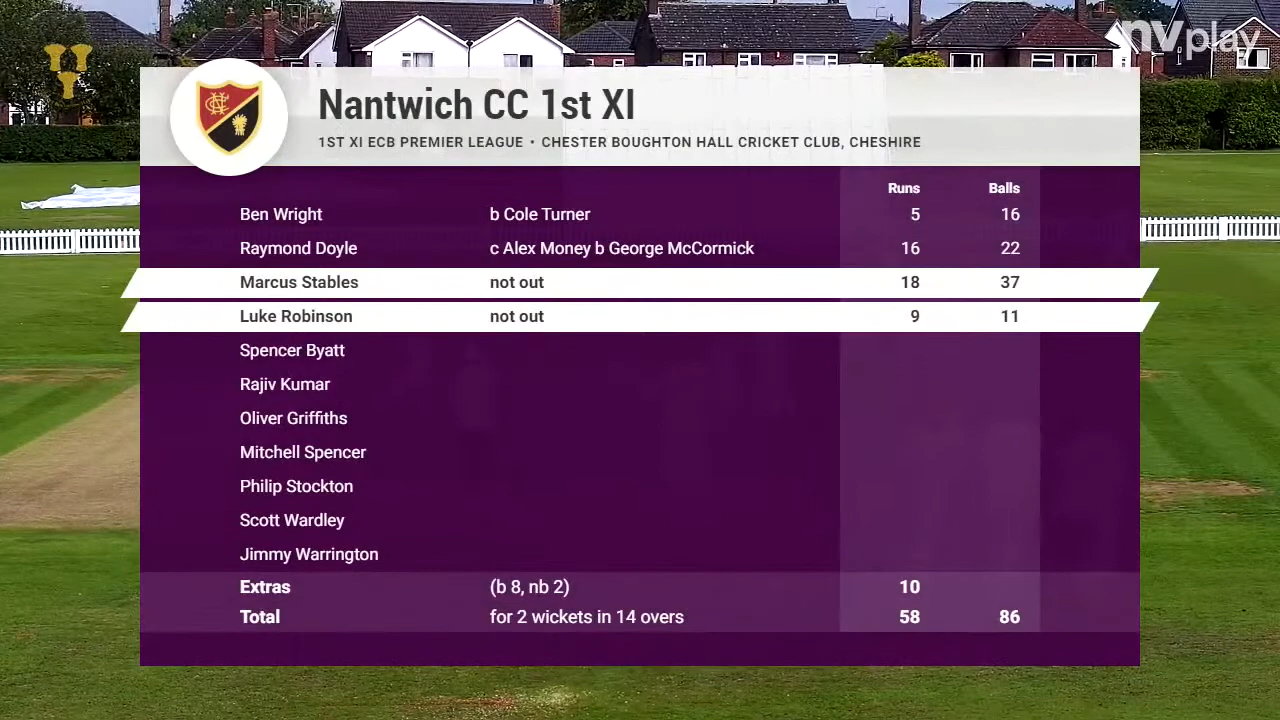 nvplay
Nantwich CC 1st XI
1ST XI ECB PREMIER LEAGUE • CHESTER BOUGHTON HALL CRICKET CLUB, CHESHIRE
Runs Balls
Ben Wright b Cole Turner 5 16
Raymond Doyle c Alex Money b George McCormick 16 22
Marcus Stables not out 18 37
Luke Robinson not out 9 11
Spencer Byatt
Rajiv Kumar
Oliver Griffiths
Mitchell Spencer
Philip Stockton
Scott Wardley
Jimmy Warrington
Extras (b 8, nb 2) 10
Total for 2 wickets in 14 overs 58 86